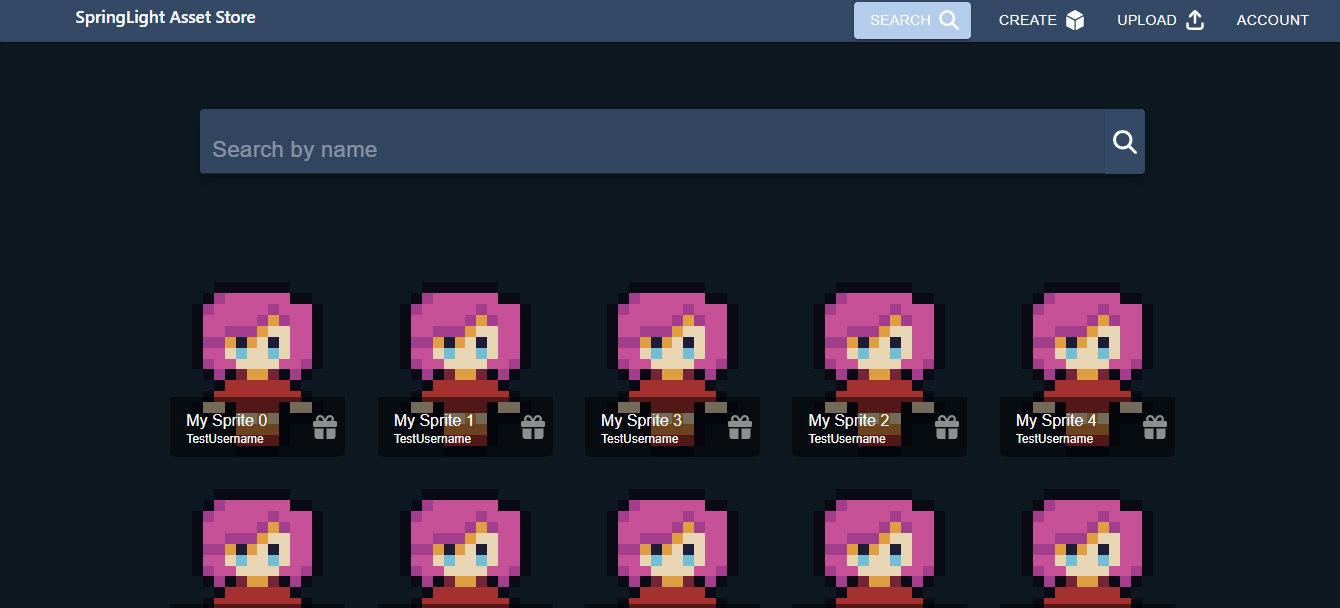 SpringLight Asset Store
SEARCH
CREATE
UPLOAD
ACCOUNT
Search by name
My Sprite 0
TestUsername
My Sprite 1
TestUsername
My Sprite 3
TestUsername
My Sprite 2
TestUsername
My Sprite 4
TestUsername